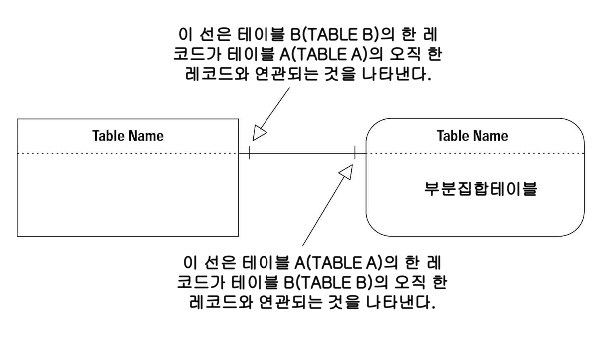 이 선은 테이블 B(TABLE B)의 한 레
코드가 테이블 A(TABLE A)의 오직 한
레코드와 연관되는 것을 나타낸다.
Table Name
Table Name
부분집합테이블
이 선은 테이블 A(TABLE A)의 한 레
코드가 테이블 B(TABLE B)의 오직 한
레코드와 연관되는 것을 나타낸다.